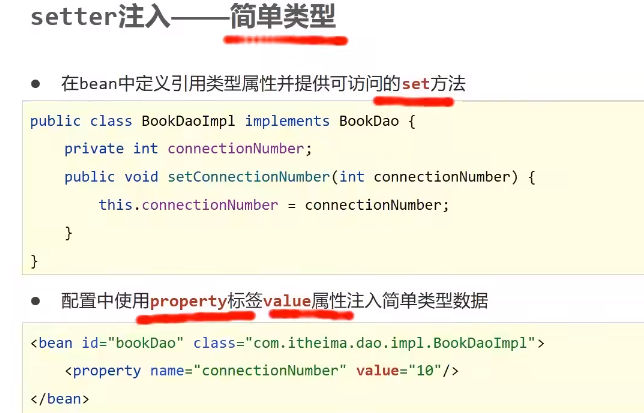 setter注入——简单类型
● 在bean中定义引用类型属性并提供可访问的set方法
public class BookDaoImpl implements BookDao {
    private int connectionNumber;
    public void setConnectionNumber(int connectionNumber) {
        this.connectionNumber = connectionNumber;
    }
}
● 配置中使用property标签value属性注入简单类型数据
<bean id="bookDao" class="com.itheima.dao.impl.BookDaoImpl">
    <property name="connectionNumber" value="10"/>
</bean>